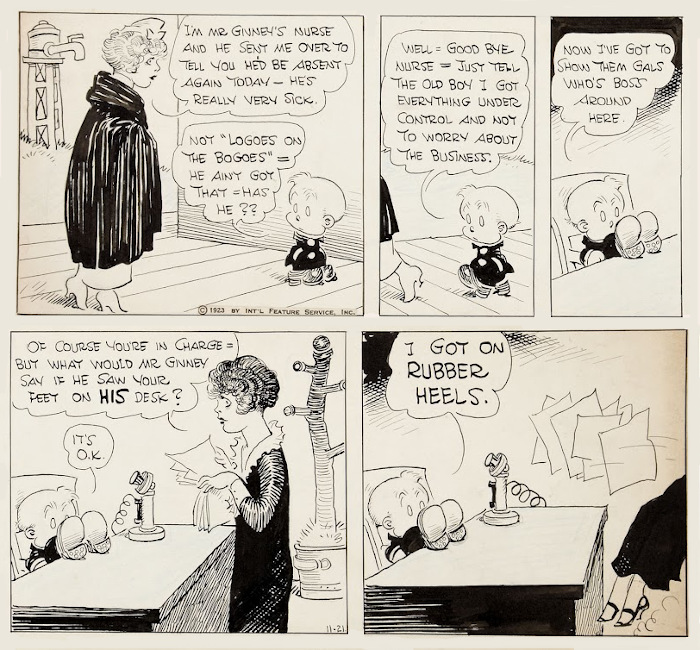 I'M MR GINNEY'S NURSE
AND HE SENT ME OVER TO
TELL YOU HE'D BE ABSENT
AGAIN TODAY - HE'S
REALLY VERY SICK.
NOT "LOGOES ON
THE BOGOES" =
HE AIN'T GOT
THAT = HAS
HE ??
© 1923 BY INT'L FEATURE SERVICE, INC.
WELL = GOOD BYE
NURSE = JUST TELL
THE OLD BOY I GOT
EVERYTHING UNDER
CONTROL AND NOT
TO WORRY ABOUT
THE BUSINESS.
NOW I'VE GOT TO
SHOW THEM GALS
WHO'S BOSS
AROUND
HERE.
OF COURSE YOU'RE IN CHARGE =
BUT WHAT WOULD MR GINNEY
SAY IF HE SAW YOUR
FEET ON HIS DESK?
IT'S
O.K.
11-21
I GOT ON
RUBBER
HEELS.